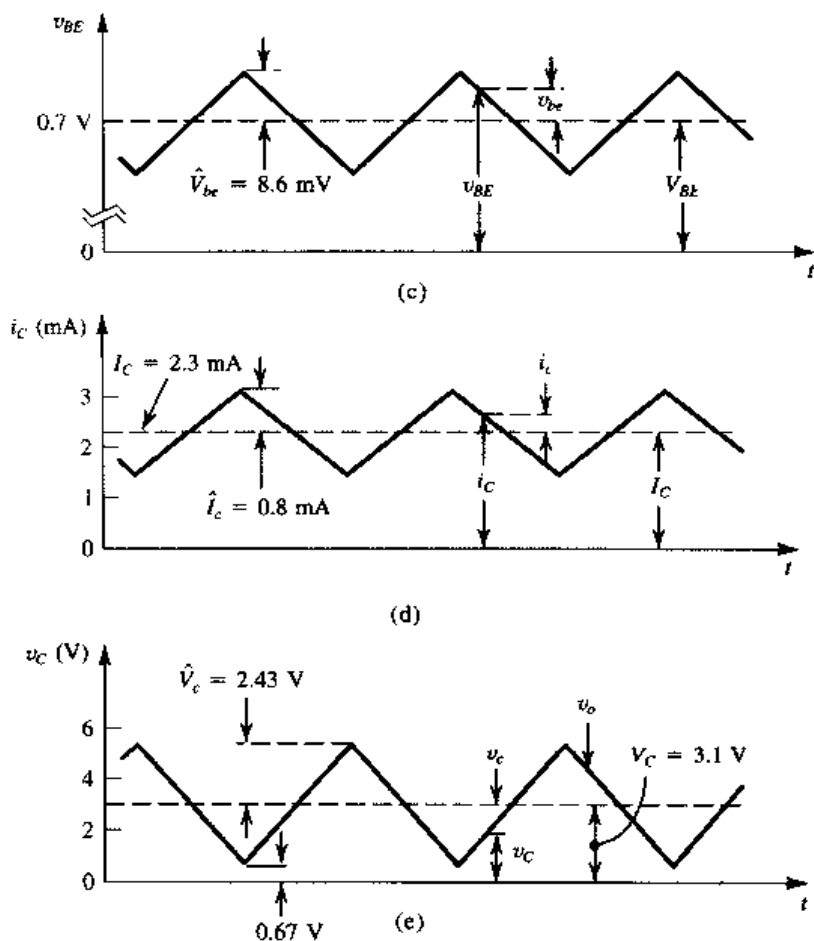 v_BE
0.7 V
V̂_be = 8.6 mV
v_be
v_BE
V_BE
0
t
(c)
i_C (mA)
I_C = 2.3 mA
3
2
1
0
Î_c = 0.8 mA
i_c
i_C
I_C
t
(d)
v_C (V)
V̂_c = 2.43 V
6
4
2
0
v_c
v_o
V_C = 3.1 V
v_C
t
0.67 V
(e)